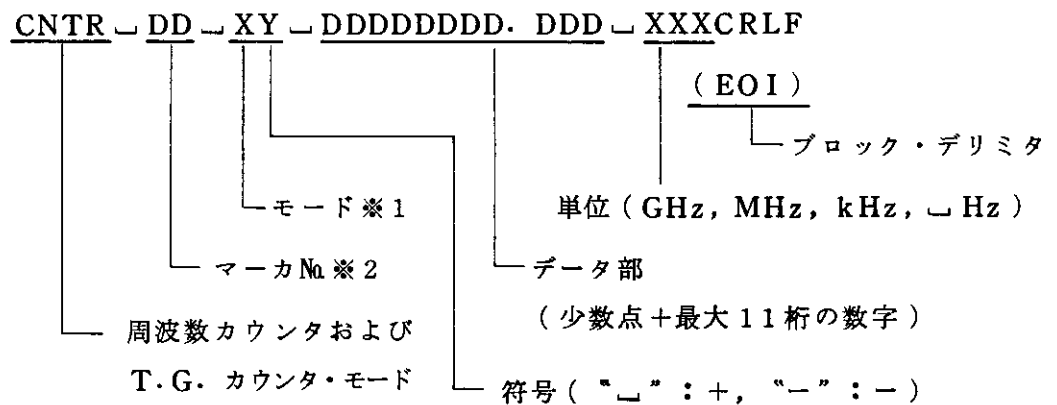 CNTR␣DD␣XY␣DDDDDDDD. DDD␣XXXCRLF
(EOI)
ブロック・デリミタ
モード※1
単位(GHz, MHz, kHz, ␣Hz)
マーカ№※2
データ部
(少数点+最大11桁の数字)
周波数カウンタおよび
T.G. カウンタ・モード
符号("␣":+, "−":−)